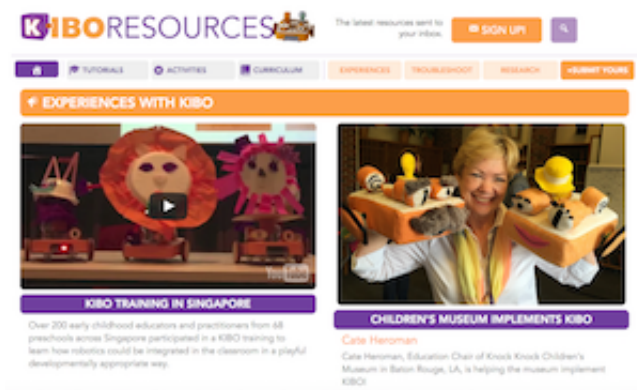 KIBO RESOURCES
The latest resources sent to
your inbox.
SIGN UP!
TUTORIALS
ACTIVITIES
CURRICULUM
EXPERIENCES
TROUBLESHOOT
RESEARCH
+SUBMIT YOURS
EXPERIENCES WITH KIBO
YouTube
KIBO TRAINING IN SINGAPORE
Over 200 early childhood educators and practitioners from 68
preschools across Singapore participated in a KIBO training to
learn how robotics could be integrated in the classroom in a playful
developmentally appropriate way.
CHILDREN'S MUSEUM IMPLEMENTS KIBO
Cate Heroman
Cate Heroman, Education Chair of Knock Knock Children's
Museum in Baton Rouge, LA, is helping the museum implement
KIBO!